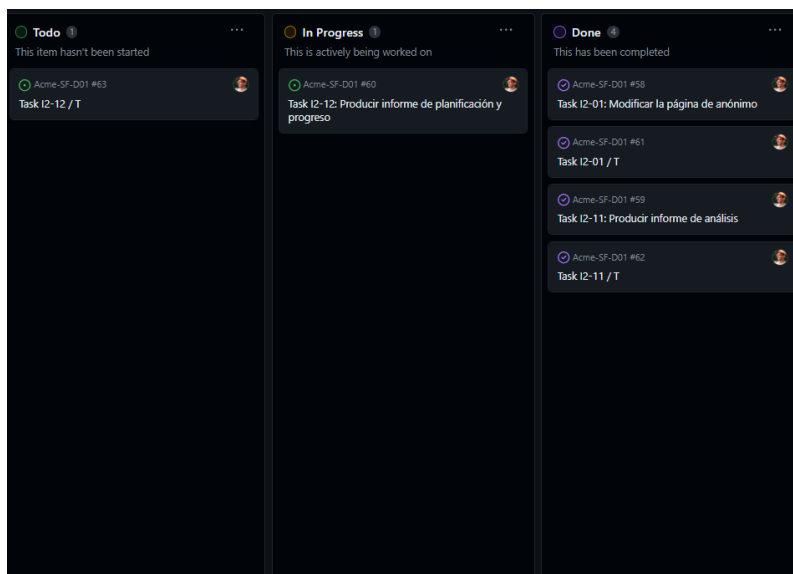 Todo 1
This item hasn't been started
Acme-SF-D01 #63
Task I2-12 / T
In Progress 1
This is actively being worked on
Acme-SF-D01 #60
Task I2-12: Producir informe de planificación y
progreso
Done 4
This has been completed
Acme-SF-D01 #58
Task I2-01: Modificar la página de anónimo
Acme-SF-D01 #61
Task I2-01 / T
Acme-SF-D01 #59
Task I2-11: Producir informe de análisis
Acme-SF-D01 #62
Task I2-11 / T